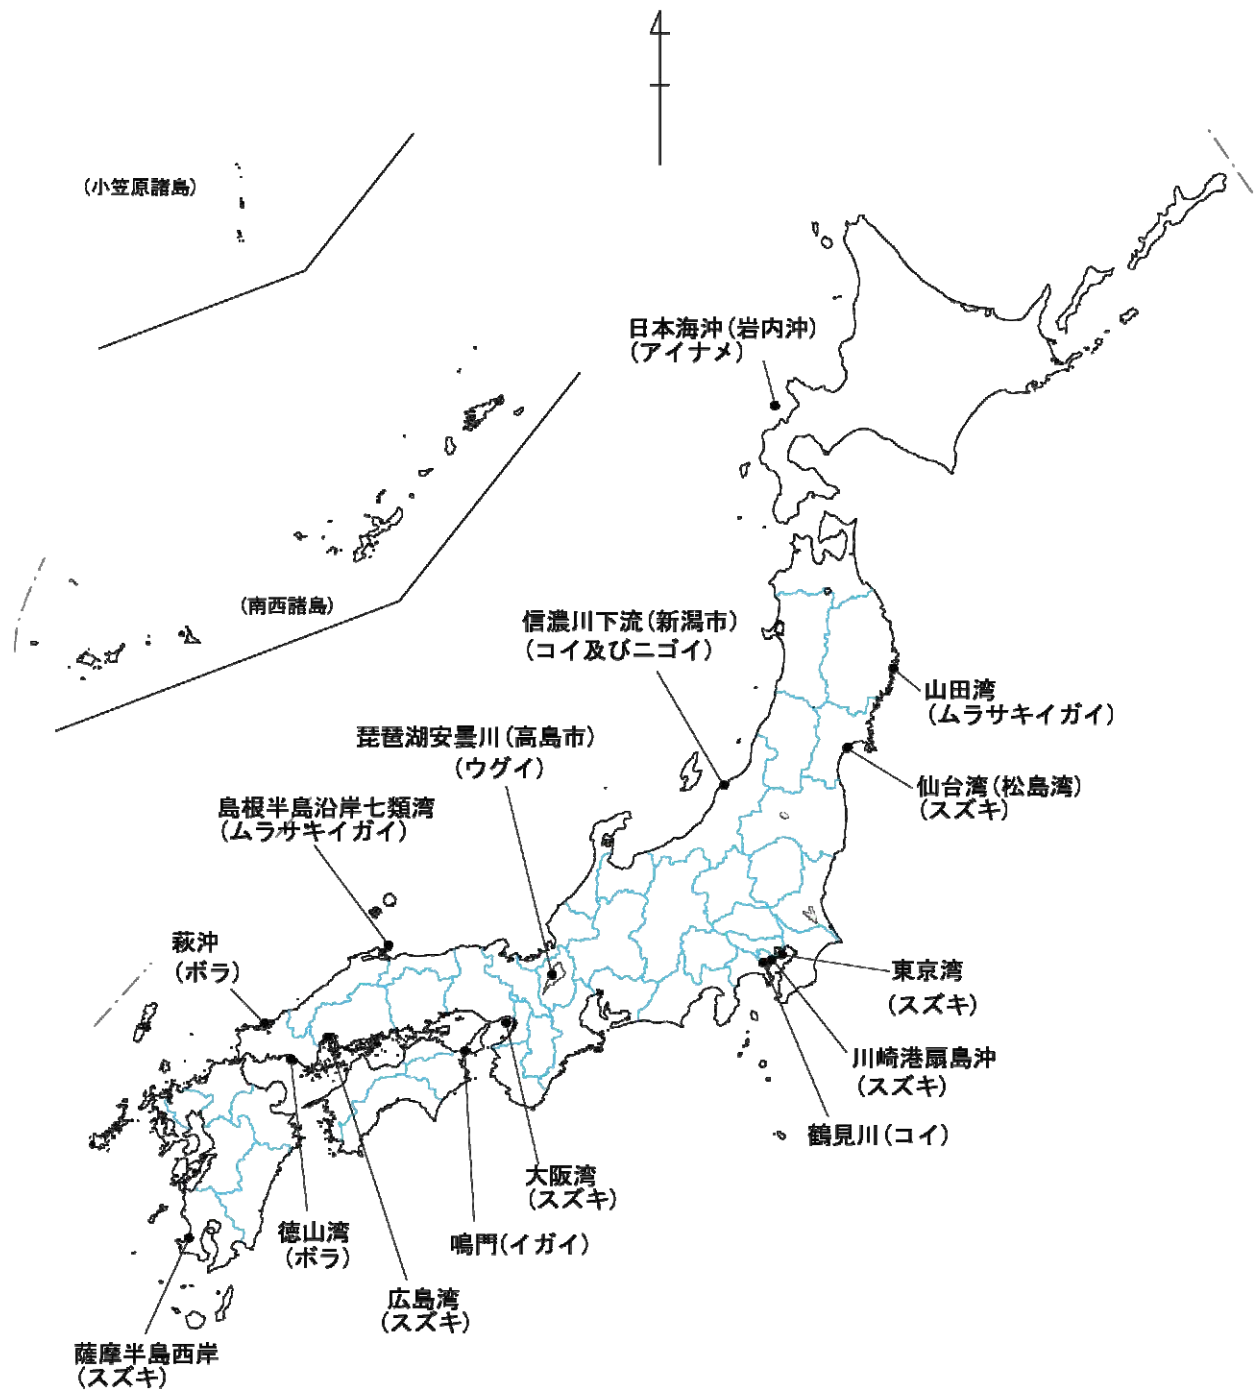 (小笠原諸島)
日本海沖(岩内沖)
(アイナメ)
(南西諸島)
信濃川下流(新潟市)
(コイ及びニゴイ)
山田湾
(ムラサキイガイ)
琵琶湖安曇川(高島市)
(ウグイ)
仙台湾(松島湾)
(スズキ)
島根半島沿岸七類湾
(ムラサキイガイ)
萩沖
(ボラ)
東京湾
(スズキ)
川崎港扇島沖
(スズキ)
鶴見川(コイ)
大阪湾
(スズキ)
徳山湾
(ボラ)
鳴門(イガイ)
広島湾
(スズキ)
薩摩半島西岸
(スズキ)